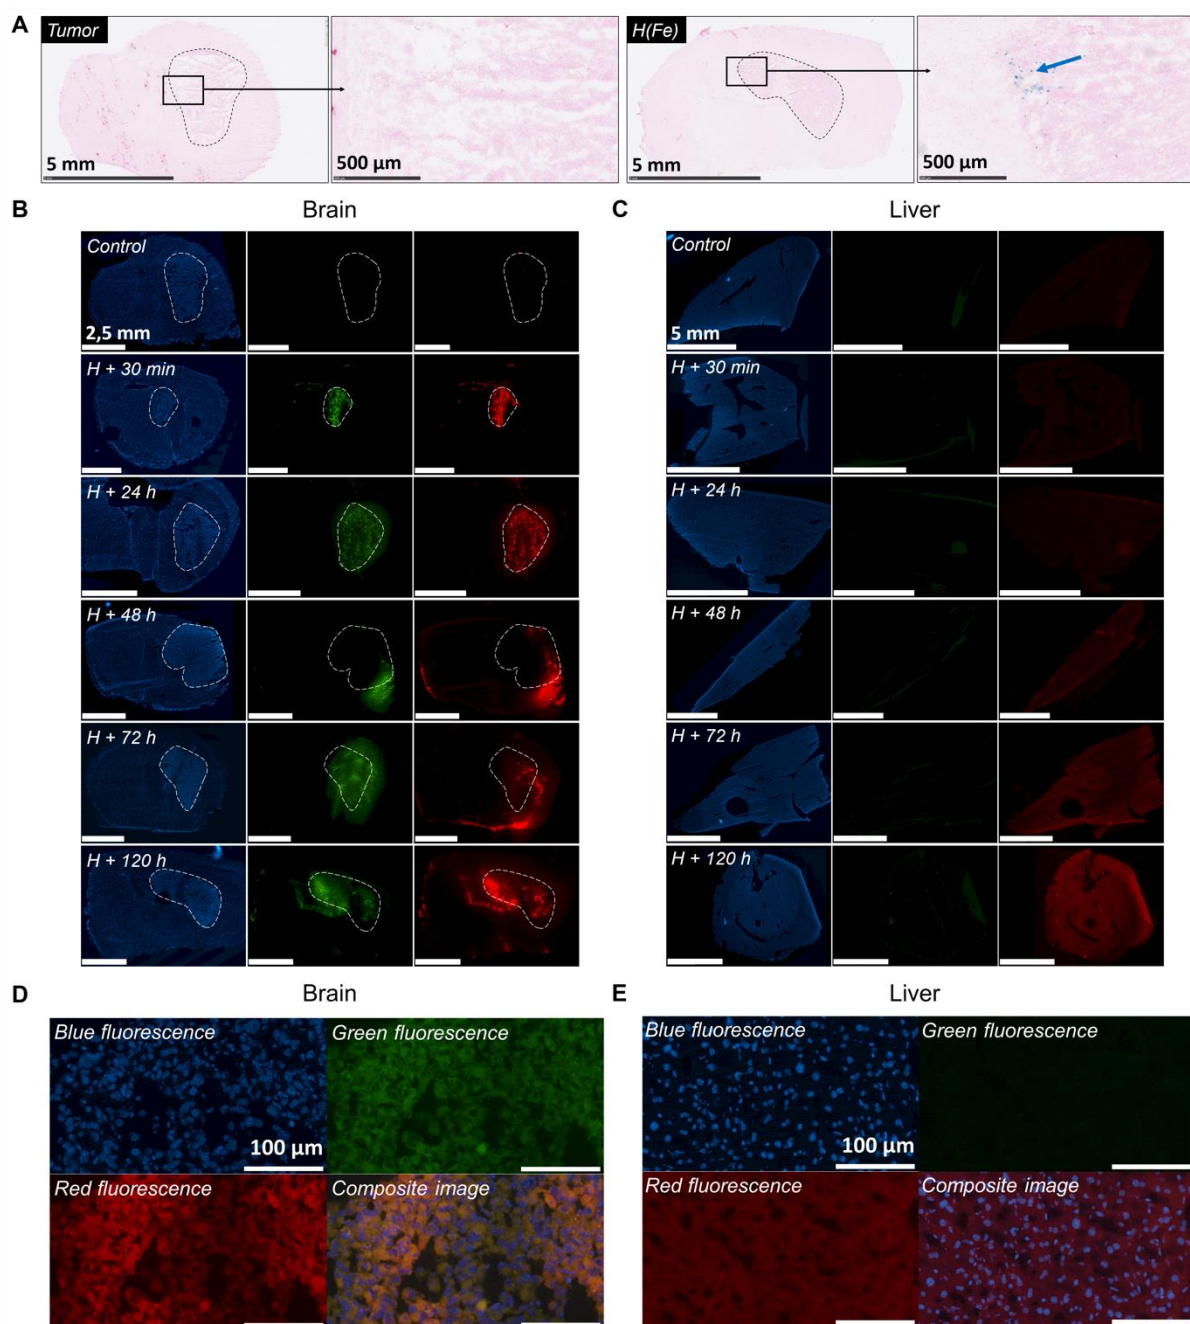 A
Tumor
H(Fe)
5 mm
500 µm
5 mm
500 µm
B
Brain
C
Liver
Control
2,5 mm
H + 30 min
H + 24 h
H + 48 h
H + 72 h
H + 120 h
Control
5 mm
H + 30 min
H + 24 h
H + 48 h
H + 72 h
H + 120 h
D
Brain
E
Liver
Blue fluorescence
Green fluorescence
100 µm
Red fluorescence
Composite image
Blue fluorescence
Green fluorescence
100 µm
Red fluorescence
Composite image